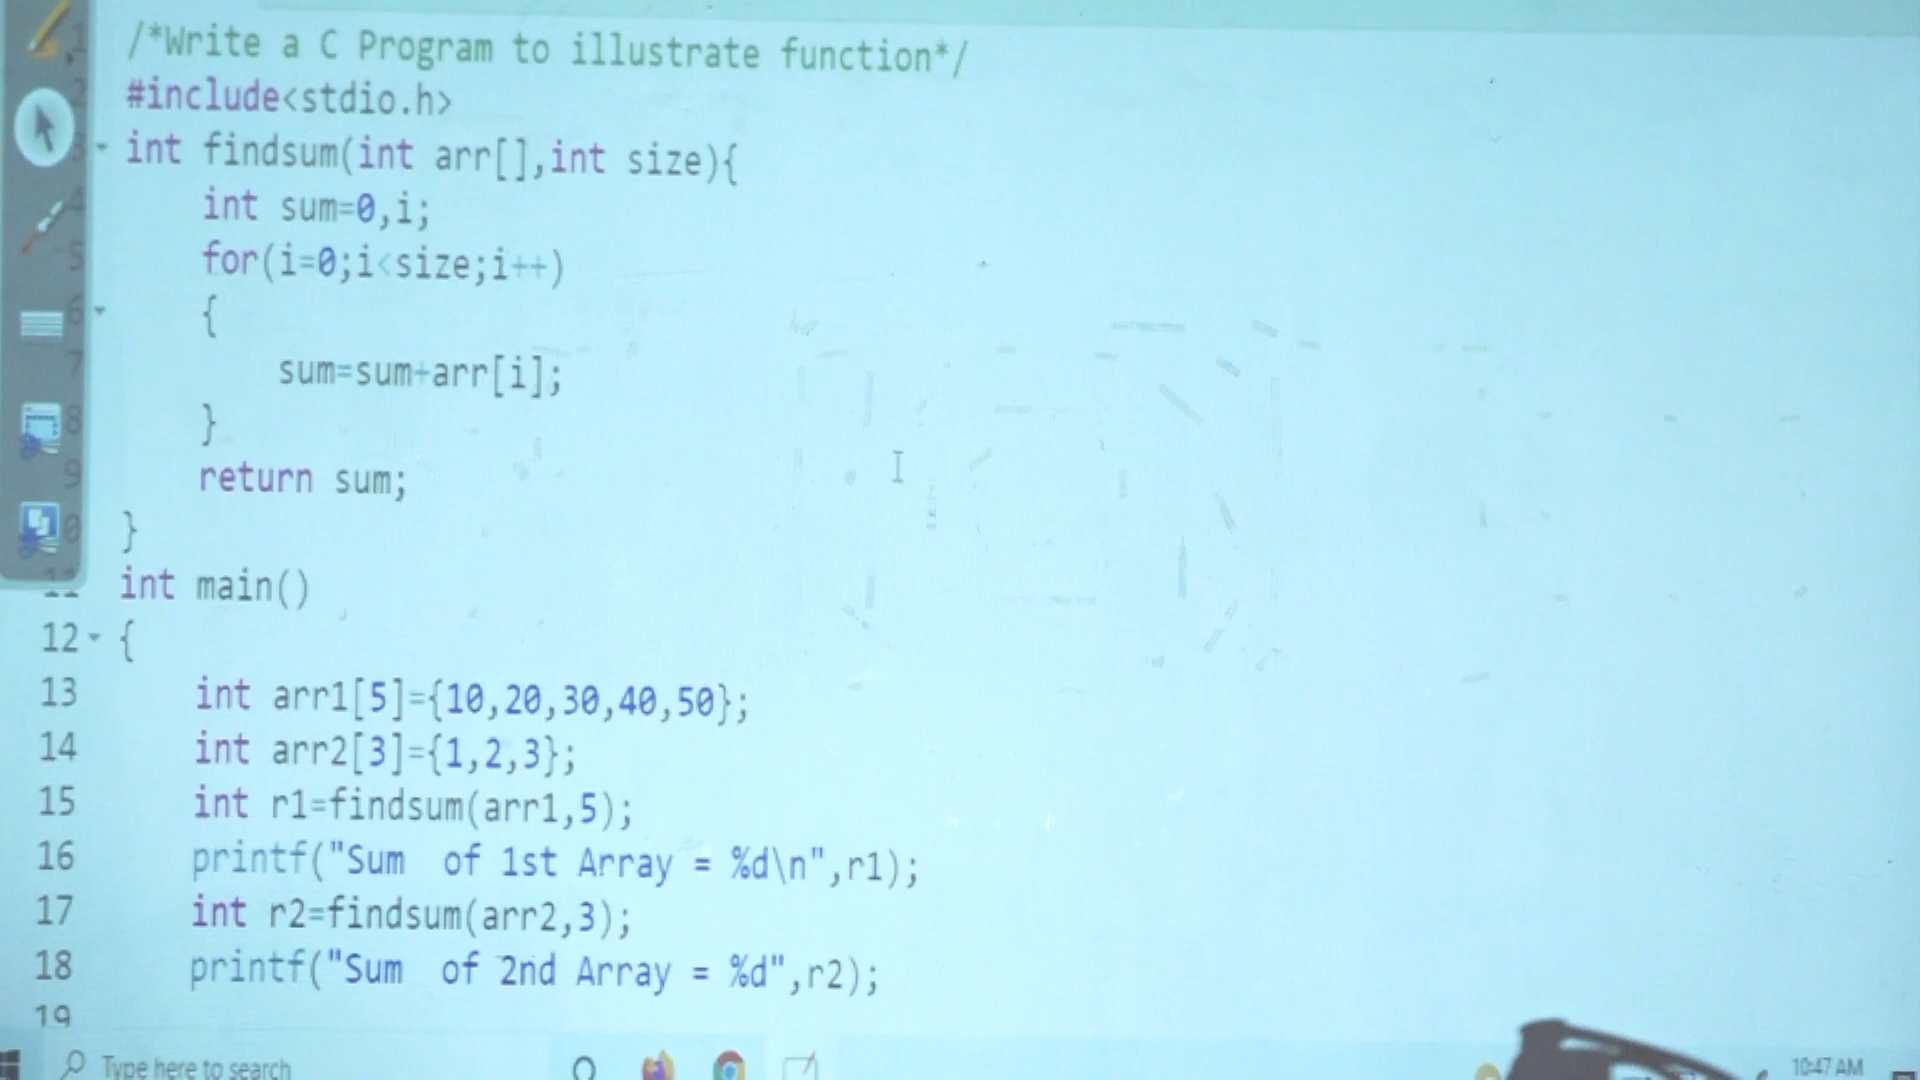 /*Write a C Program to illustrate function*/
#include<stdio.h>
int findsum(int arr[],int size){
int sum=0,i;
for(i=0;i<size;i++)
{
sum=sum+arr[i];
}
return sum;
}
11 int main()
12 {
13 int arr1[5]={10,20,30,40,50};
14 int arr2[3]={1,2,3};
15 int r1=findsum(arr1,5);
16 printf("Sum  of 1st Array = %d\n",r1);
17 int r2=findsum(arr2,3);
18 printf("Sum  of 2nd Array = %d",r2);
19
Type here to search
10:47 AM